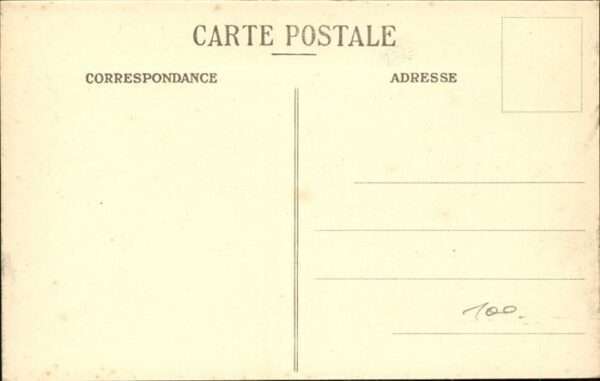 CARTE POSTALE
CORRESPONDANCE
ADRESSE
100.